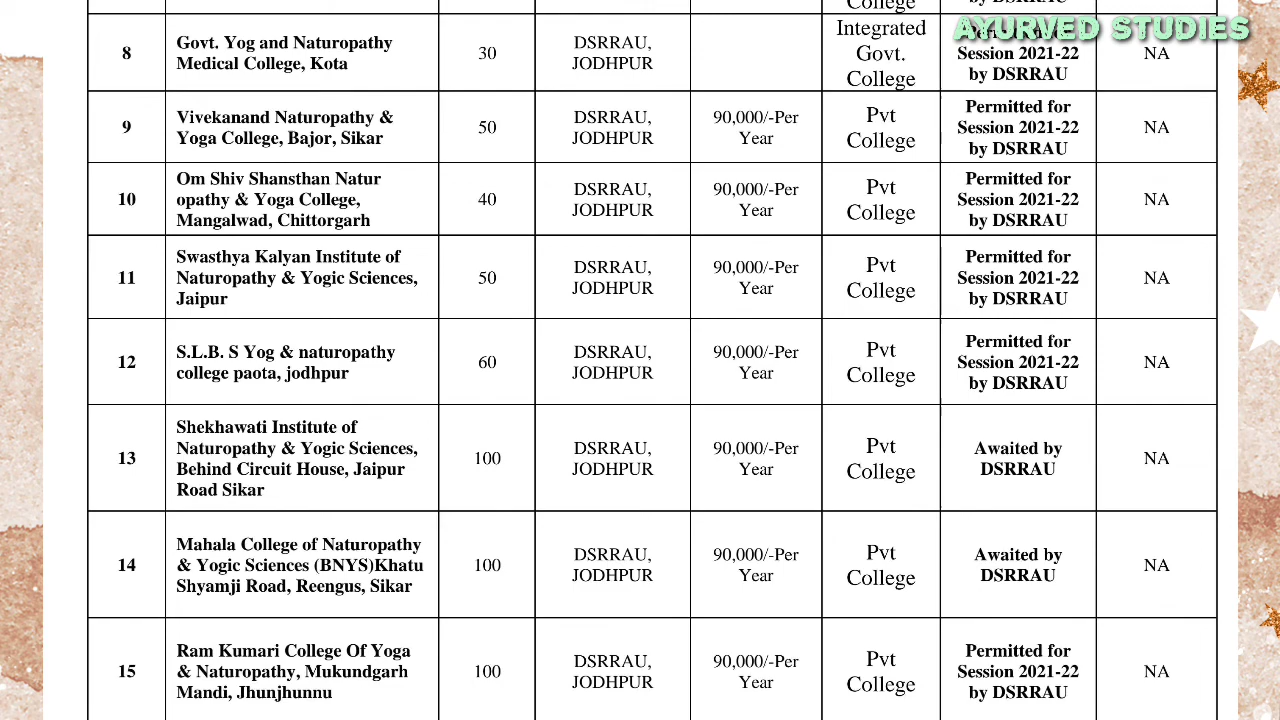 College
by DSRRAU
AYURVED STUDIES
8
Govt. Yog and Naturopathy
Medical College, Kota
30
DSRRAU,
JODHPUR
Integrated
Govt.
College
Session 2021-22
by DSRRAU
NA
9
Vivekanand Naturopathy &
Yoga College, Bajor, Sikar
50
DSRRAU,
JODHPUR
90,000/-Per
Year
Pvt
College
Permitted for
Session 2021-22
by DSRRAU
NA
10
Om Shiv Shansthan Natur
opathy & Yoga College,
Mangalwad, Chittorgarh
40
DSRRAU,
JODHPUR
90,000/-Per
Year
Pvt
College
Permitted for
Session 2021-22
by DSRRAU
NA
11
Swasthya Kalyan Institute of
Naturopathy & Yogic Sciences,
Jaipur
50
DSRRAU,
JODHPUR
90,000/-Per
Year
Pvt
College
Permitted for
Session 2021-22
by DSRRAU
NA
12
S.L.B. S Yog & naturopathy
college paota, jodhpur
60
DSRRAU,
JODHPUR
90,000/-Per
Year
Pvt
College
Permitted for
Session 2021-22
by DSRRAU
NA
13
Shekhawati Institute of
Naturopathy & Yogic Sciences,
Behind Circuit House, Jaipur
Road Sikar
100
DSRRAU,
JODHPUR
90,000/-Per
Year
Pvt
College
Awaited by
DSRRAU
NA
14
Mahala College of Naturopathy
& Yogic Sciences (BNYS)Khatu
Shyamji Road, Reengus, Sikar
100
DSRRAU,
JODHPUR
90,000/-Per
Year
Pvt
College
Awaited by
DSRRAU
NA
15
Ram Kumari College Of Yoga
& Naturopathy, Mukundgarh
Mandi, Jhunjhunnu
100
DSRRAU,
JODHPUR
90,000/-Per
Year
Pvt
College
Permitted for
Session 2021-22
by DSRRAU
NA